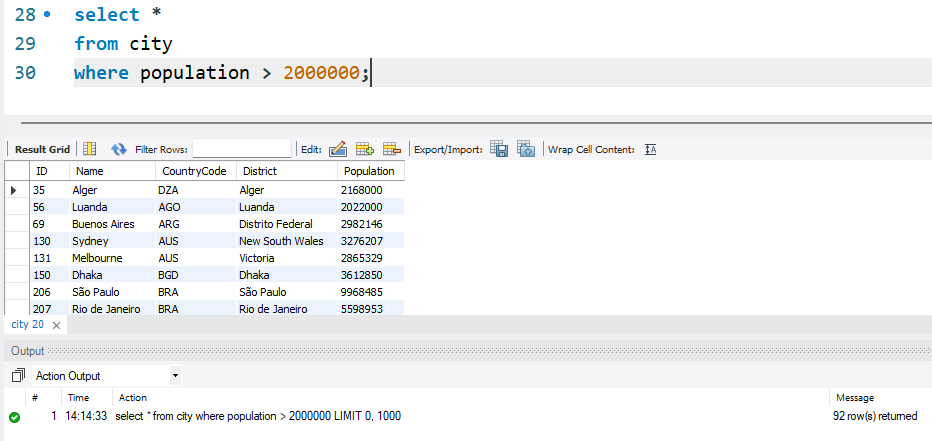 28 select *
29 from city
30 where population > 2000000;
Result Grid Filter Rows: Edit: Export/Import: Wrap Cell Content: IA
ID Name CountryCode District Population
35 Alger DZA Alger 2168000
56 Luanda AGO Luanda 2022000
69 Buenos Aires ARG Distrito Federal 2982146
130 Sydney AUS New South Wales 3276207
131 Melbourne AUS Victoria 2865329
150 Dhaka BGD Dhaka 3612850
206 São Paulo BRA São Paulo 9968485
207 Rio de Janeiro BRA Rio de Janeiro 5598953
city 20
Output
Action Output
# Time Action Message
1 14:14:33 select * from city where population > 2000000 LIMIT 0, 1000 92 row(s) returned